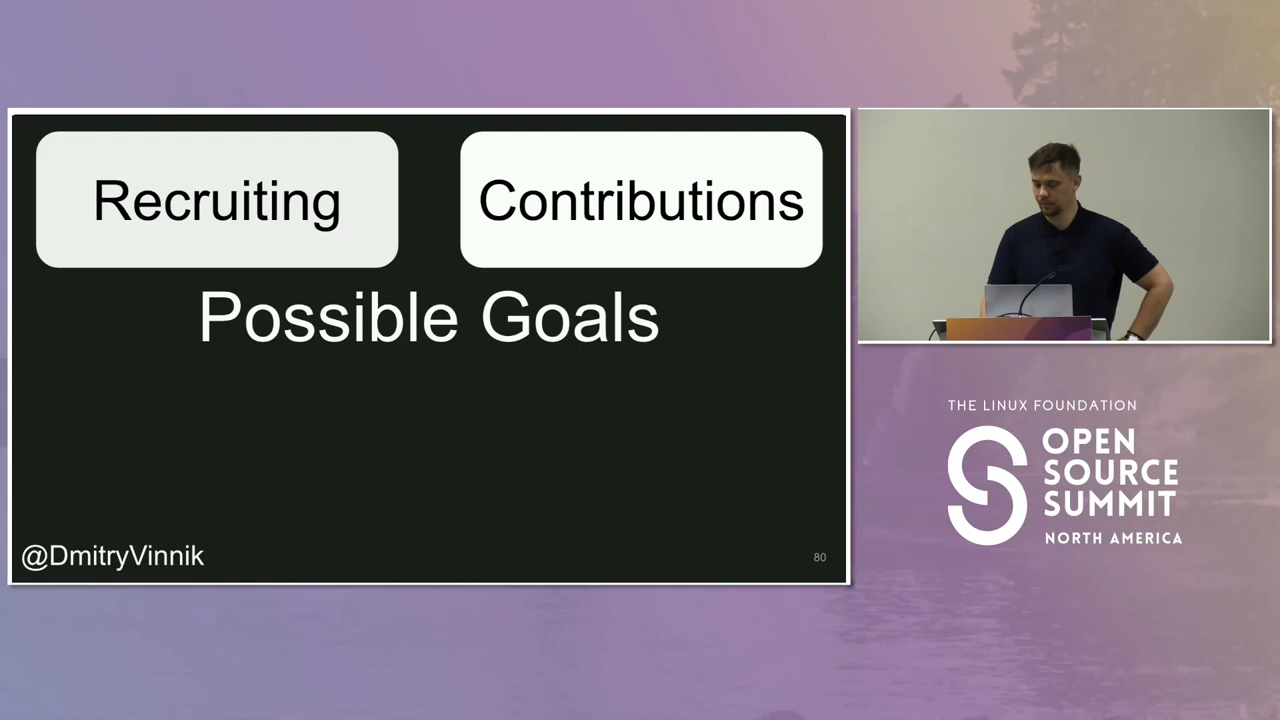 Recruiting
Contributions
Possible Goals
@DmitryVinnik
80
THE LINUX FOUNDATION
OPEN
SOURCE
SUMMIT
NORTH AMERICA